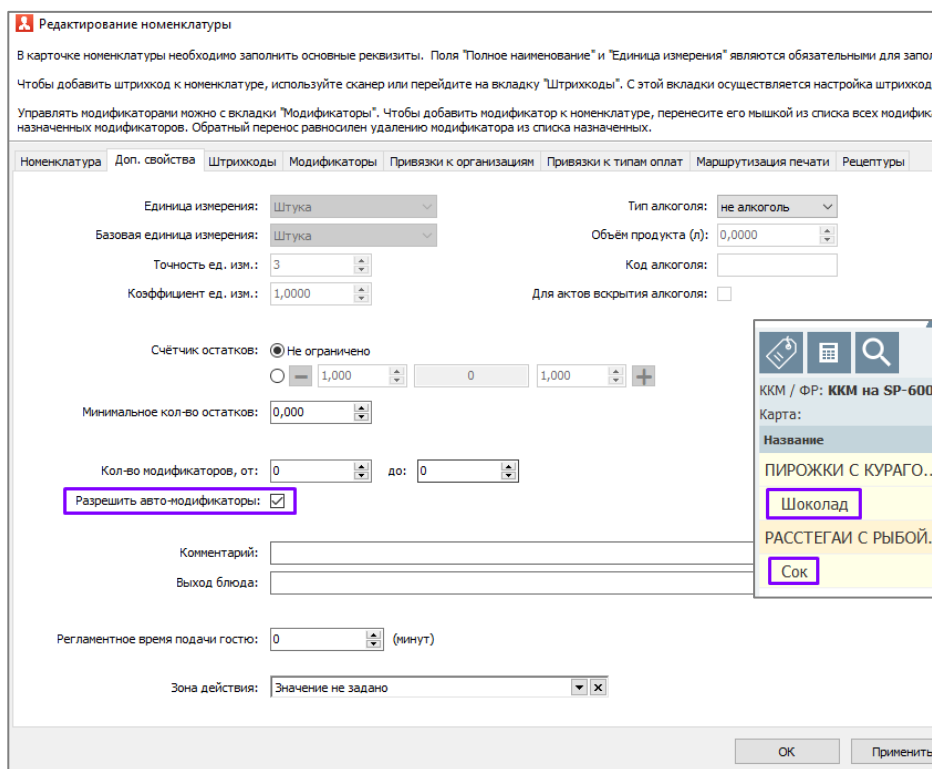 Редактирование номенклатуры
В карточке номенклатуры необходимо заполнить основные реквизиты. Поля "Полное наименование" и "Единица измерения" являются обязательными для запол
Чтобы добавить штрихкод к номенклатуре, используйте сканер или перейдите на вкладку "Штрихкоды". С этой вкладки осуществляется настройка штрихкод
Управлять модификаторами можно с вкладки "Модификаторы". Чтобы добавить модификатор к номенклатуре, перенесите его мышкой из списка всех модифика
назначенных модификаторов. Обратный перенос равносилен удалению модификатора из списка назначенных.
Номенклатура Доп. свойства Штрихкоды Модификаторы Привязки к организациям Привязки к типам оплат Маршрутизация печати Рецептуры
Единица измерения: Штука Тип алкоголя: не алкоголь
Базовая единица измерения: Штука Объём продукта (л): 0,0000
Точность ед. изм.: 3 Код алкоголя:
Коэффициент ед. изм.: 1,0000 Для актов вскрытия алкоголя:
Счётчик остатков: Не ограничено
1,000 0 1,000
Минимальное кол-во остатков: 0,000
Кол-во модификаторов, от: 0 до: 0
Разрешить авто-модификаторы:
Комментарий:
Выход блюда:
Регламентное время подачи гостю: 0 (минут)
Зона действия: Значение не задано
ОК Применить
ККМ / ФР: ККМ на SP-600
Карта:
Название
ПИРОЖКИ С КУРАГО..
Шоколад
РАССТЕГАИ С РЫБОЙ.
Сок